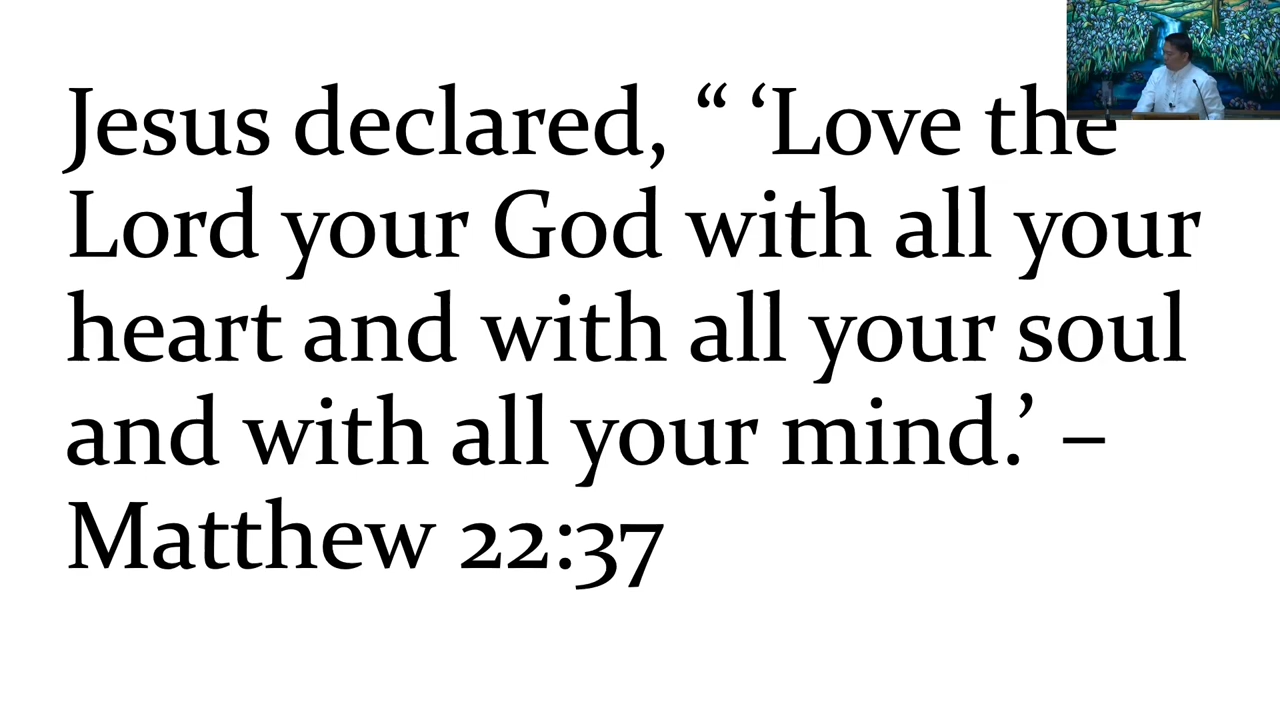 Jesus declared, “ ‘Love the
Lord your God with all your
heart and with all your soul
and with all your mind.’ –
Matthew 22:37